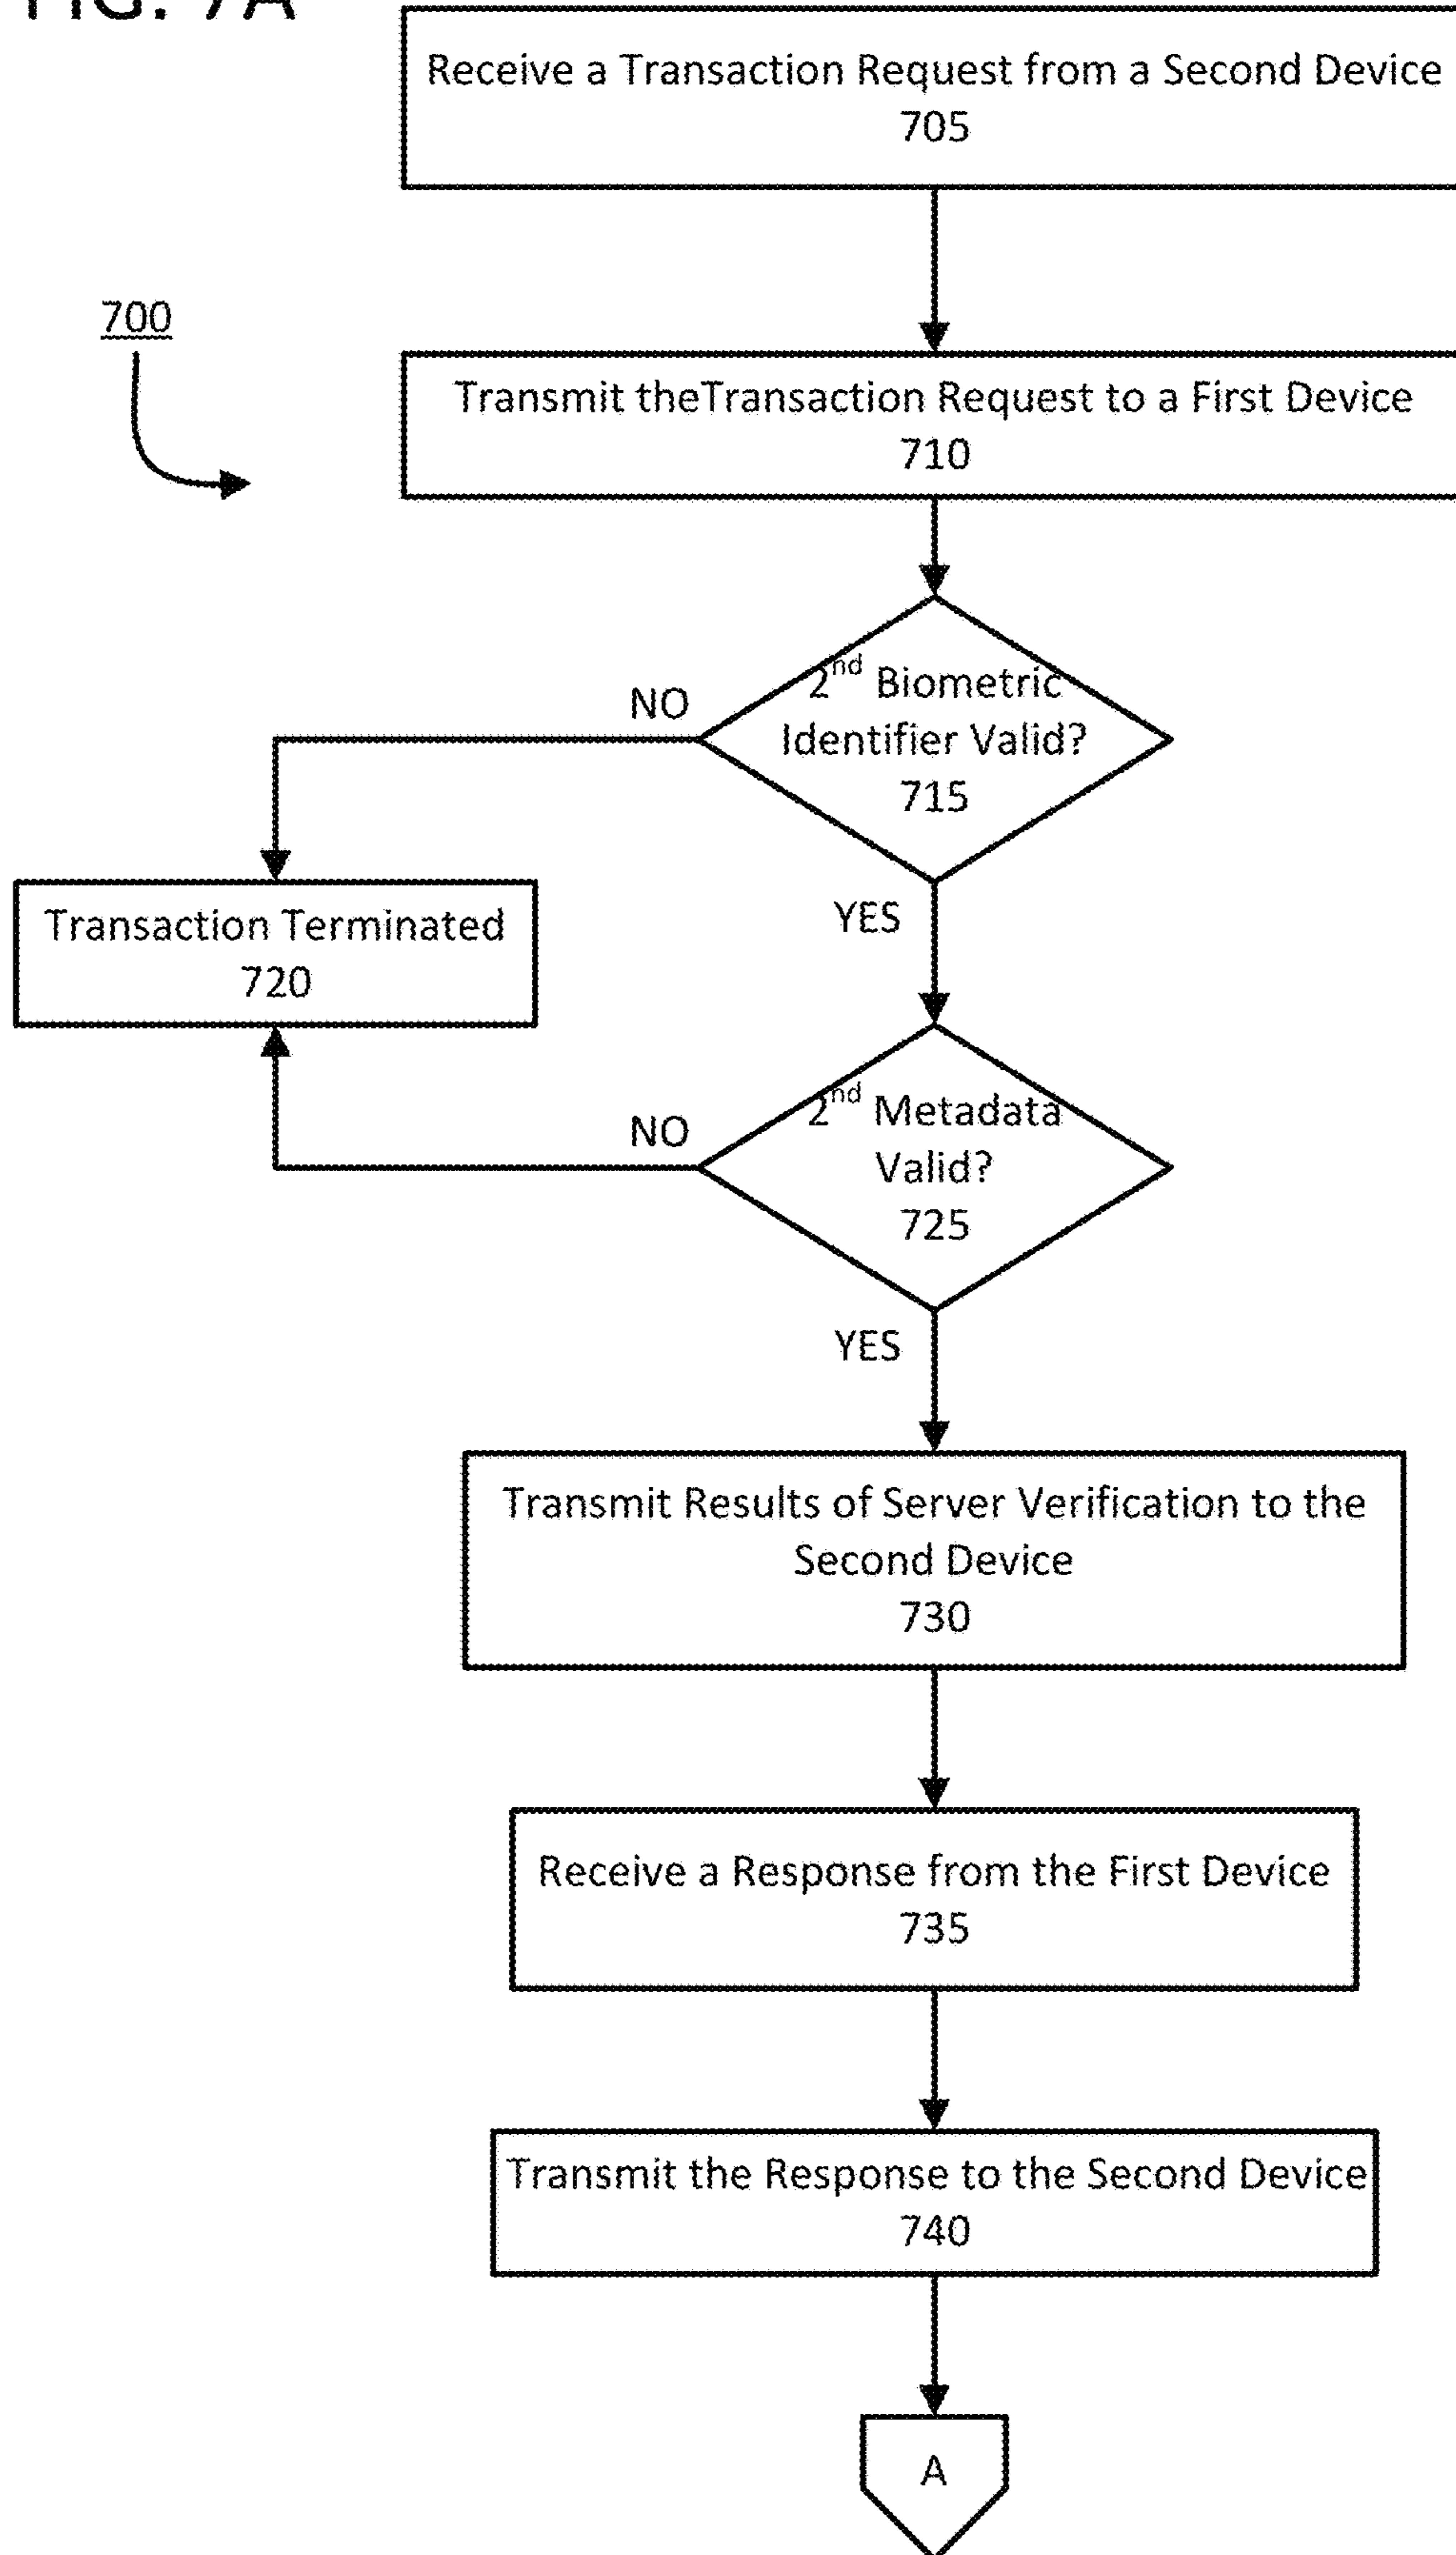 FIG. 7A
Receive a Transaction Request from a Second Device
705
700
Transmit theTransaction Request to a First Device
710
2nd Biometric
Identifier Valid?
715
NO
YES
Transaction Terminated
720
2nd Metadata
Valid?
725
NO
YES
Transmit Results of Server Verification to the
Second Device
730
Receive a Response from the First Device
735
Transmit the Response to the Second Device
740
A